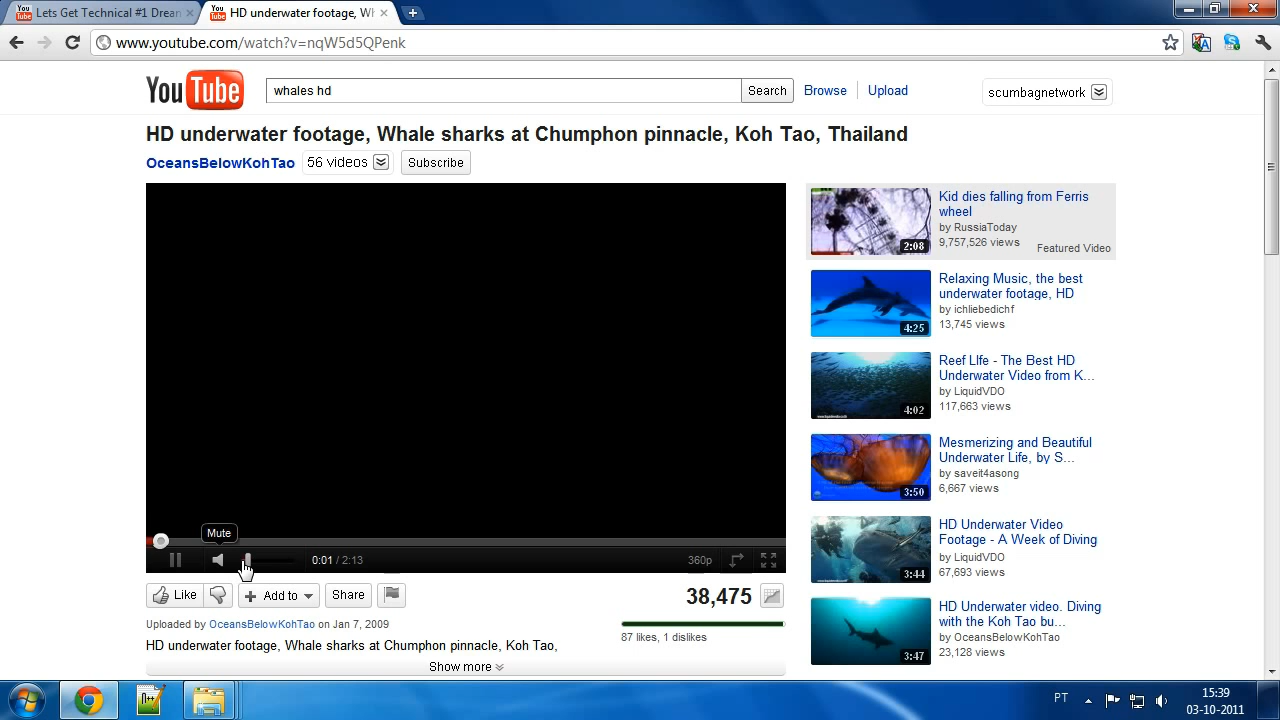 Lets Get Technical #1 Drean
HD underwater footage, Wh
www.youtube.com/watch?v=nqW5d5QPenk
YouTube
whales hd
Search
Browse
Upload
scumbagnetwork
HD underwater footage, Whale sharks at Chumphon pinnacle, Koh Tao, Thailand
OceansBelowKohTao
56 videos
Subscribe
Mute
0:01 / 2:13
360p
Like
Add to
Share
38,475
Uploaded by OceansBelowKohTao on Jan 7, 2009
87 likes, 1 dislikes
HD underwater footage, Whale sharks at Chumphon pinnacle, Koh Tao,
Show more
2:08
Kid dies falling from Ferris
wheel
by RussiaToday
9,757,526 views
Featured Video
4:25
Relaxing Music, the best
underwater footage, HD
by ichliebedichf
13,745 views
4:02
Reef LIfe - The Best HD
Underwater Video from K...
by LiquidVDO
117,663 views
3:50
Mesmerizing and Beautiful
Underwater Life, by S...
by saveit4asong
6,667 views
3:44
HD Underwater Video
Footage - A Week of Diving
by LiquidVDO
67,693 views
3:47
HD Underwater video. Diving
with the Koh Tao bu...
by OceansBelowKohTao
23,128 views
PT
15:39
03-10-2011